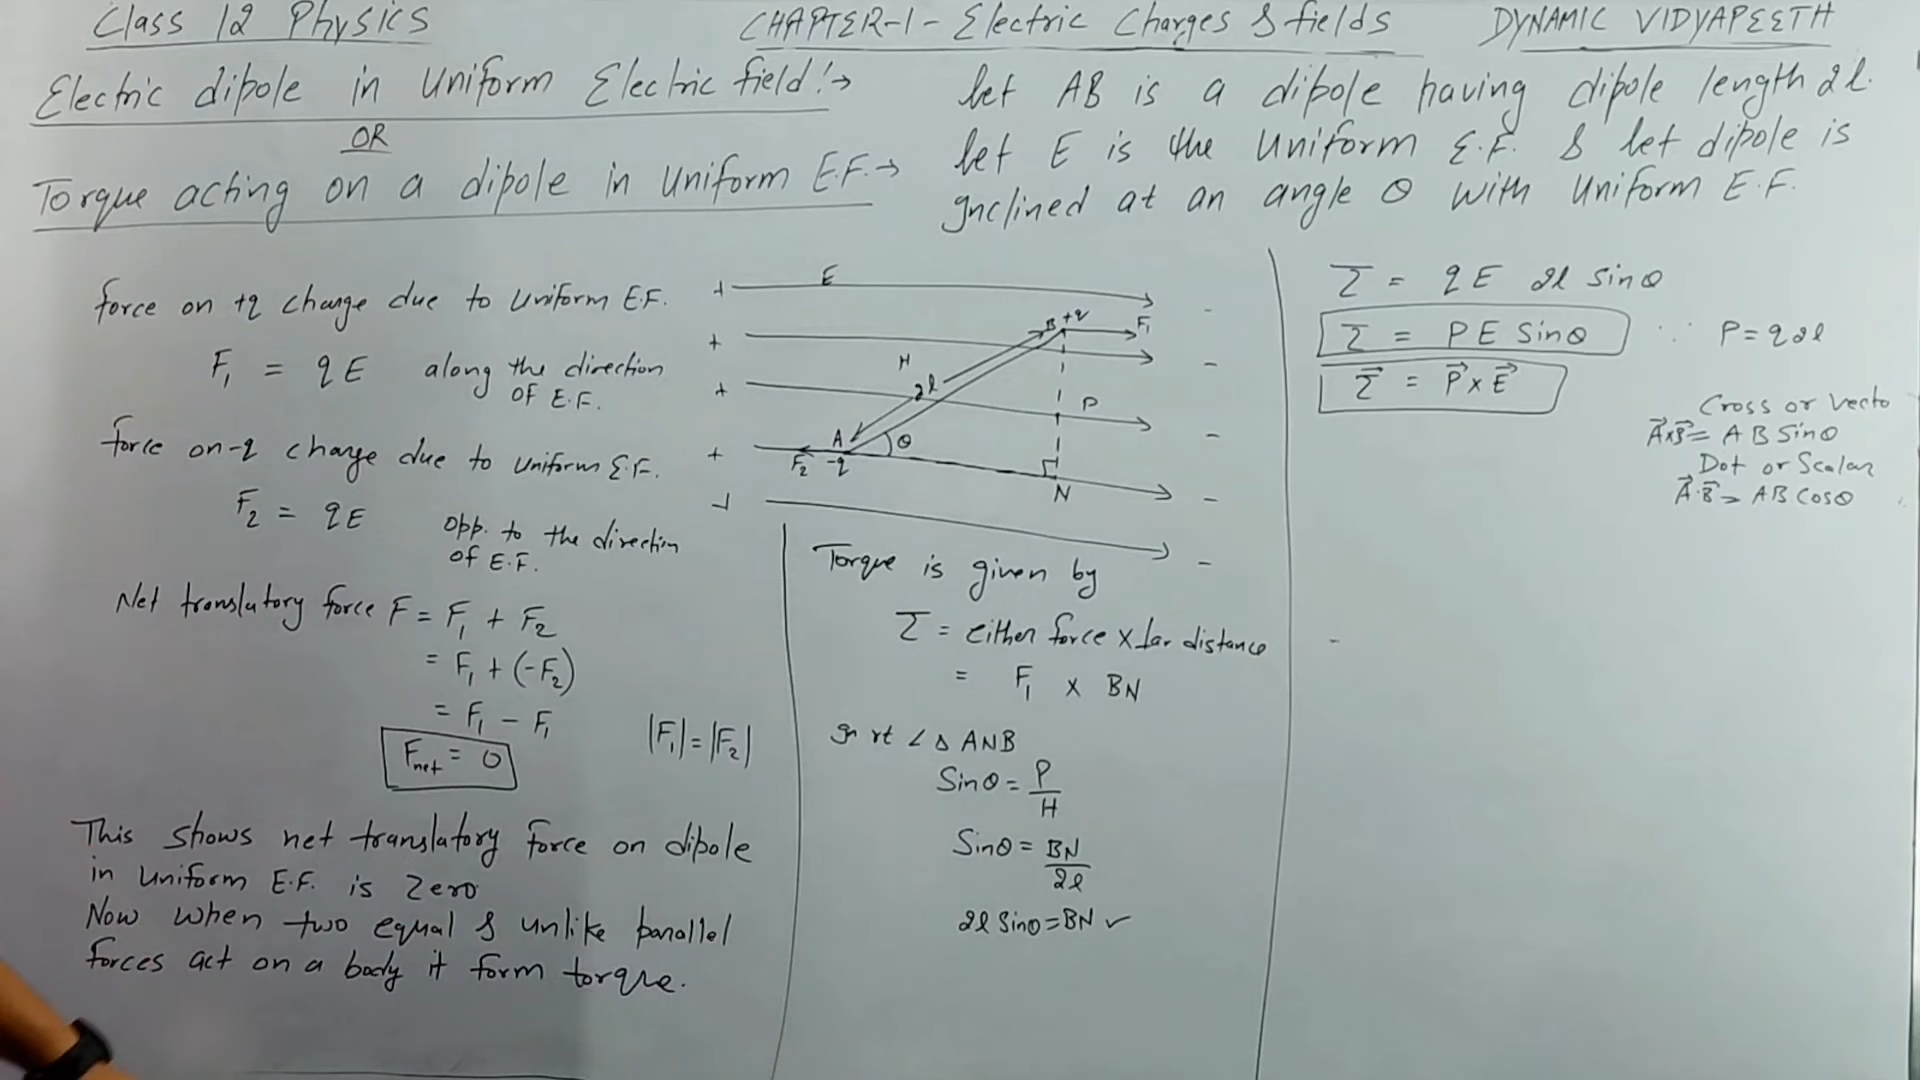 Class 12 Physics
CHAPTER-1 - Electric Charges & fields
DYNAMIC VIDYAPEETH
Electric dipole in Uniform Electric field:→
OR
Torque acting on a dipole in Uniform E.F.→
let AB is a dipole having dipole length 2l.
let E is the Uniform E.F. & let dipole is
Inclined at an angle θ with Uniform E.F.
force on +q charge due to Uniform E.F.
F₁ = qE along the direction
OF E.F.
force on -q charge due to Uniform E.F.
F₂ = qE opp. to the direction
of E.F.
Net translatory force F = F₁ + F₂
= F₁ + (-F₂)
= F₁ - F₁ |F₁| = |F₂|
Fnet = 0
This shows net translatory force on dipole
in Uniform E.F. is Zero
Now when two equal & unlike parallel
forces act on a body it form torque.
E
+ -
+ -
+ -
+ -
+ -
B +q F₁
H
2l
P
A θ
F₂ -q
N
Torque is given by
τ = either force × far distance
= F₁ × BN
In rt ∠ Δ ANB
Sinθ = P/H
Sinθ = BN/2l
2l Sinθ = BN ✓
τ = qE 2l Sinθ
τ = PE Sinθ ∵ P = q2l
τ⃗ = P⃗ × E⃗
Cross or Vecto
A⃗×B⃗ = AB Sinθ
Dot or Scalar
A⃗.B⃗ = AB Cosθ